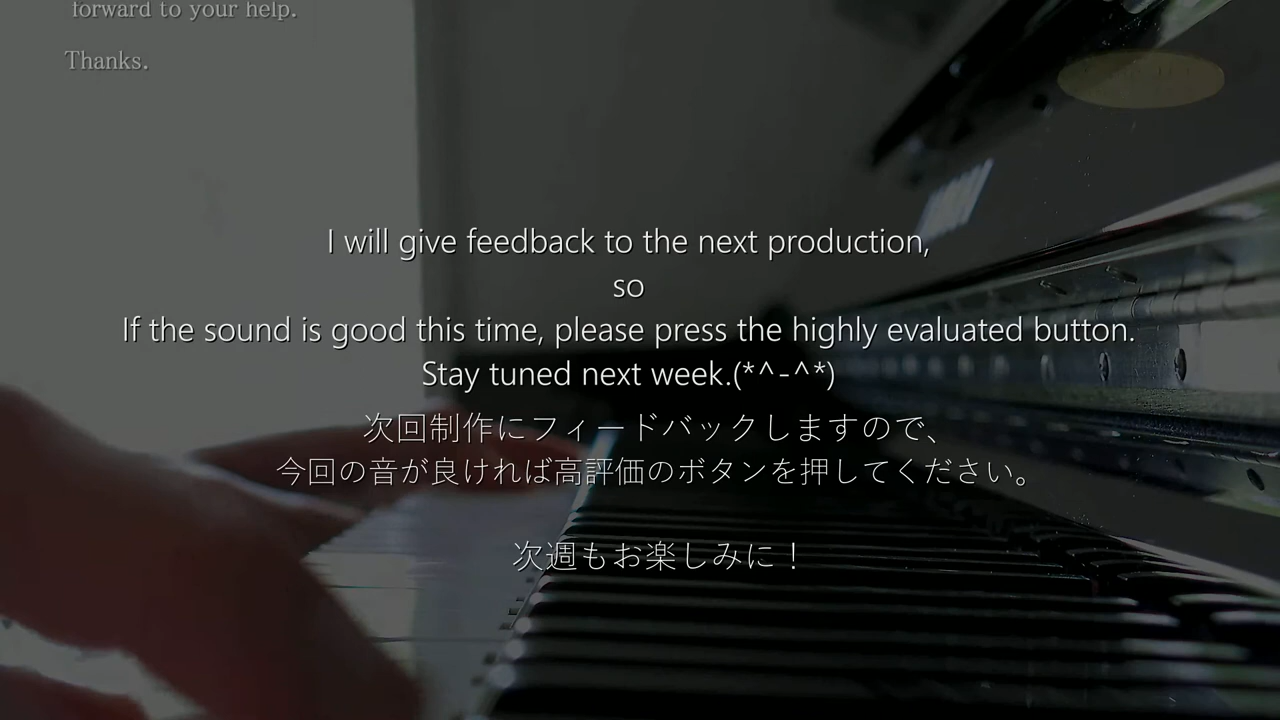 forward to your help.
Thanks.
I will give feedback to the next production,
so
If the sound is good this time, please press the highly evaluated button.
Stay tuned next week.(*^-^*)
次回制作にフィードバックしますので、
今回の音が良ければ高評価のボタンを押してください。
次週もお楽しみに！